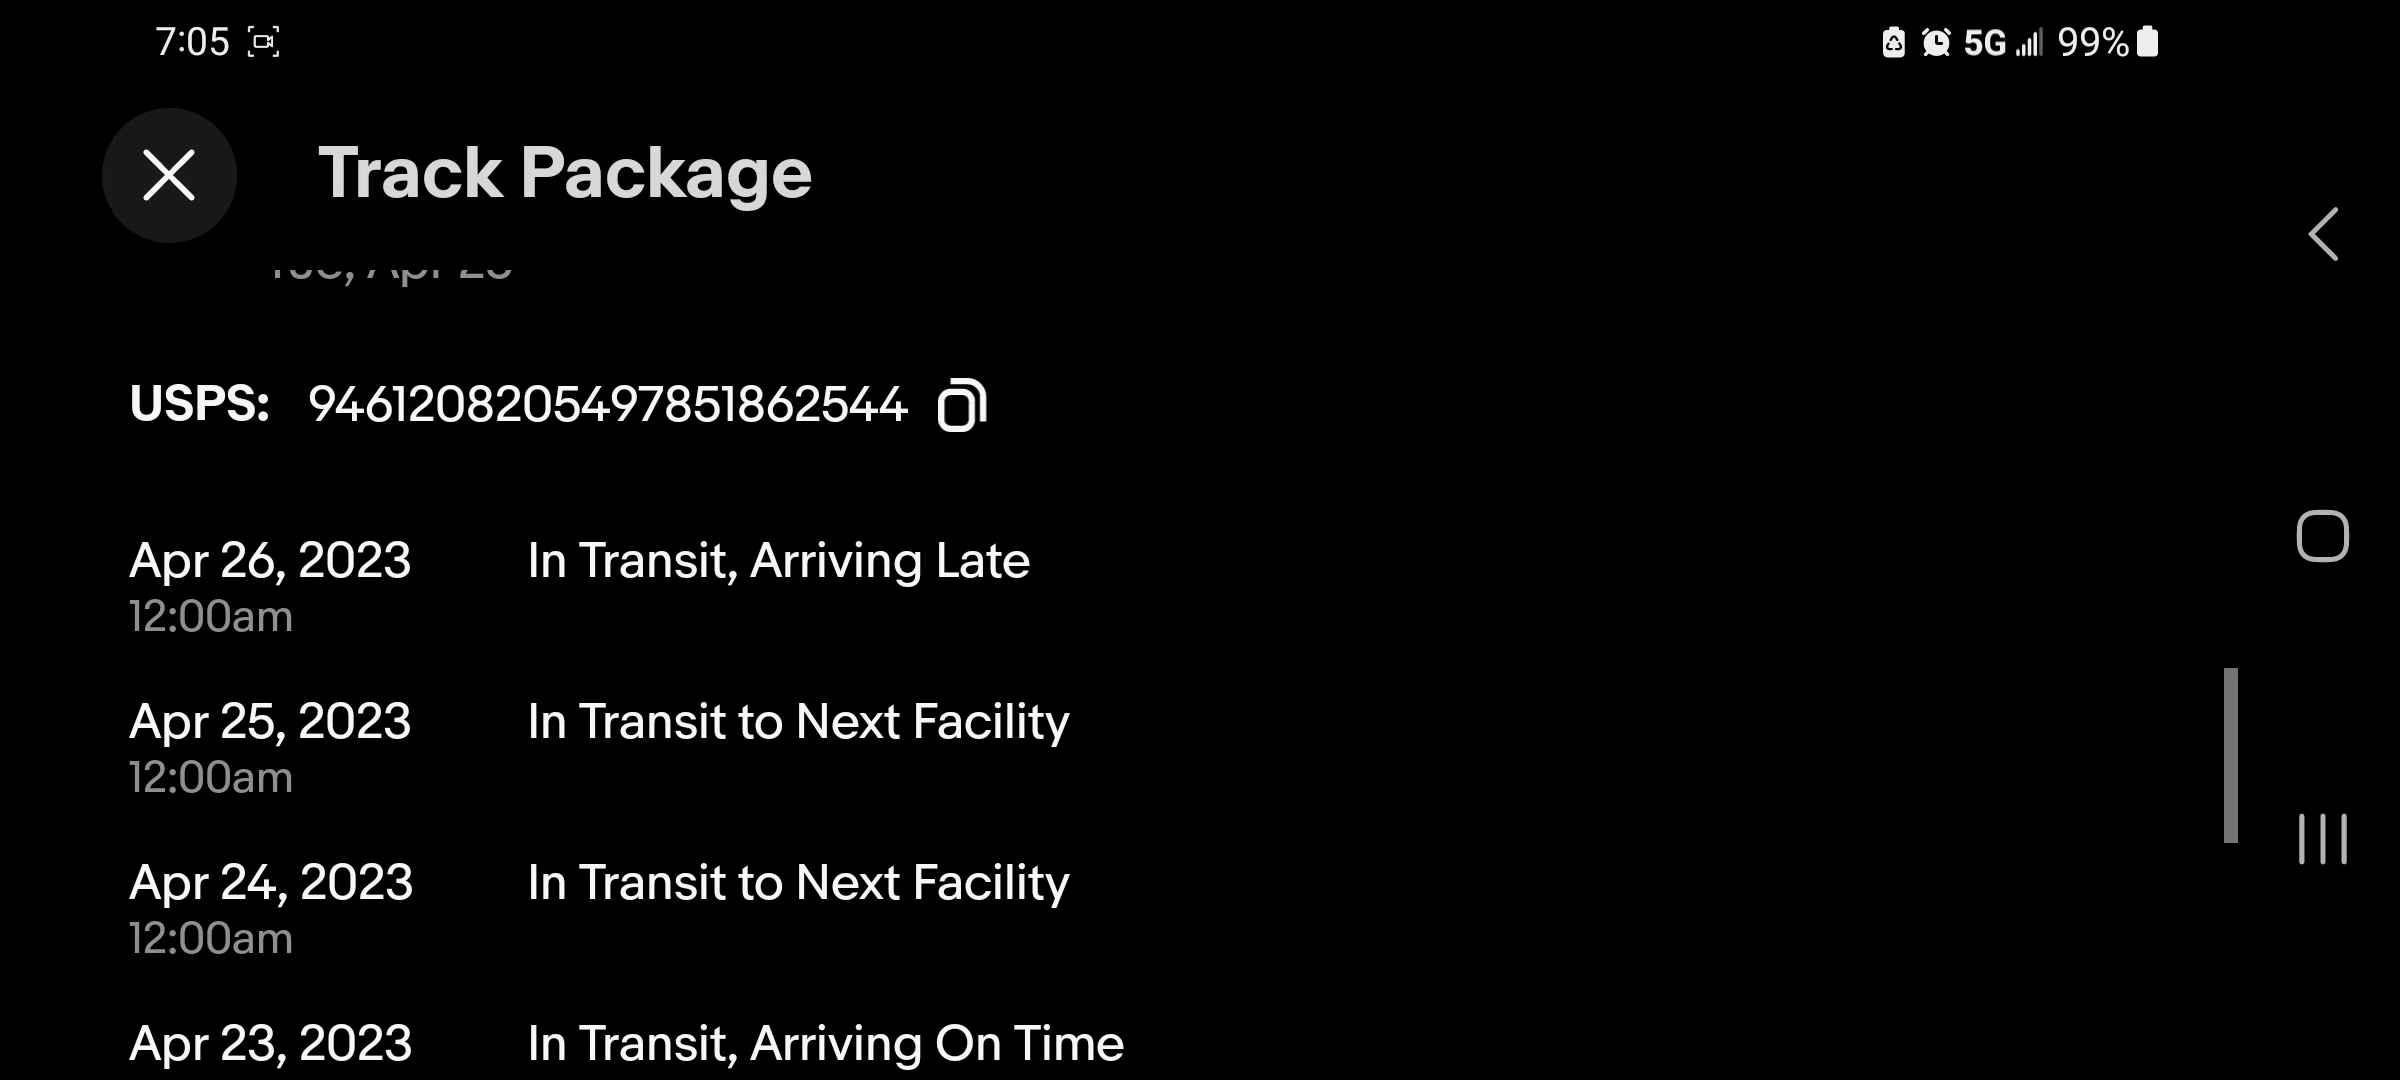 7:05 5G 99%
Track Package
USPS: 9461208205497851862544
Apr 26, 2023 In Transit, Arriving Late
12:00am
Apr 25, 2023 In Transit to Next Facility
12:00am
Apr 24, 2023 In Transit to Next Facility
12:00am
Apr 23, 2023 In Transit, Arriving On Time